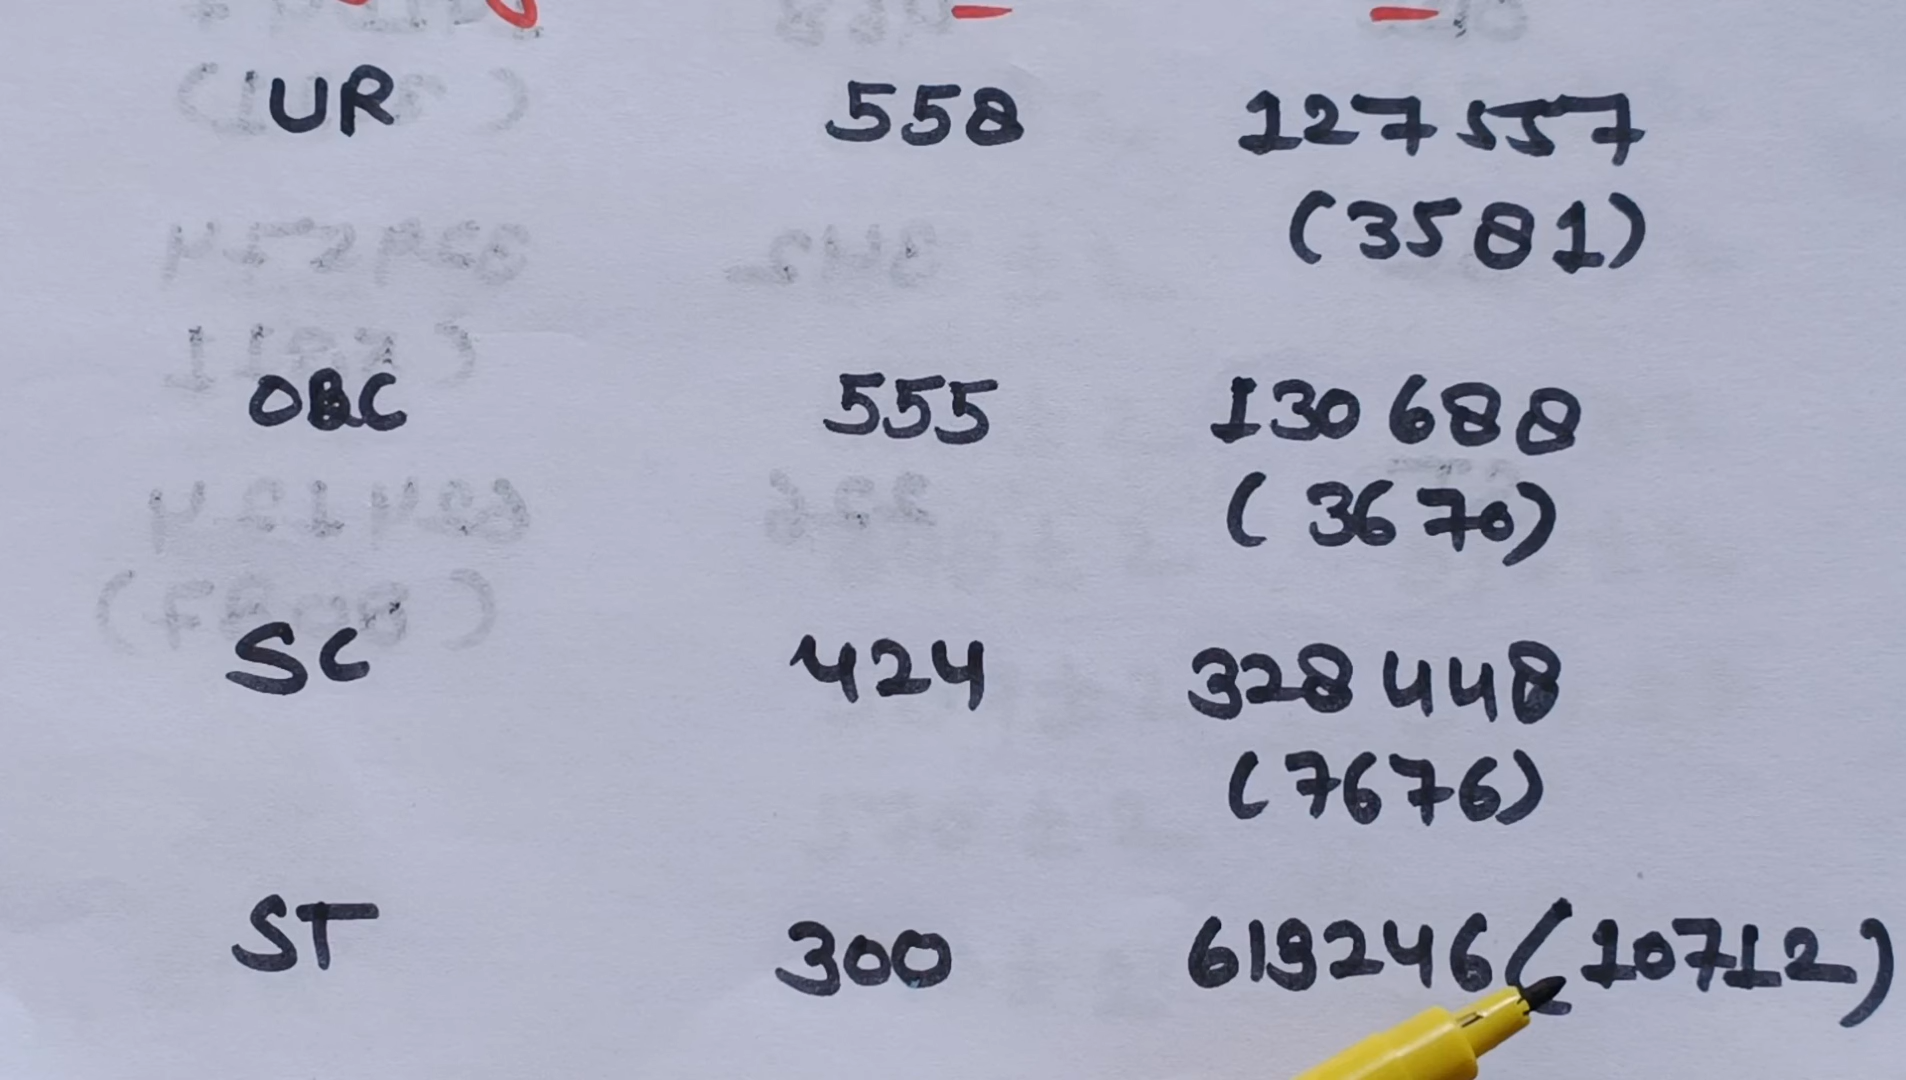 UR 558 127557
(3581)
OBC 555 130688
(3670)
SC 424 328448
(7676)
ST 300 619246 (10712)